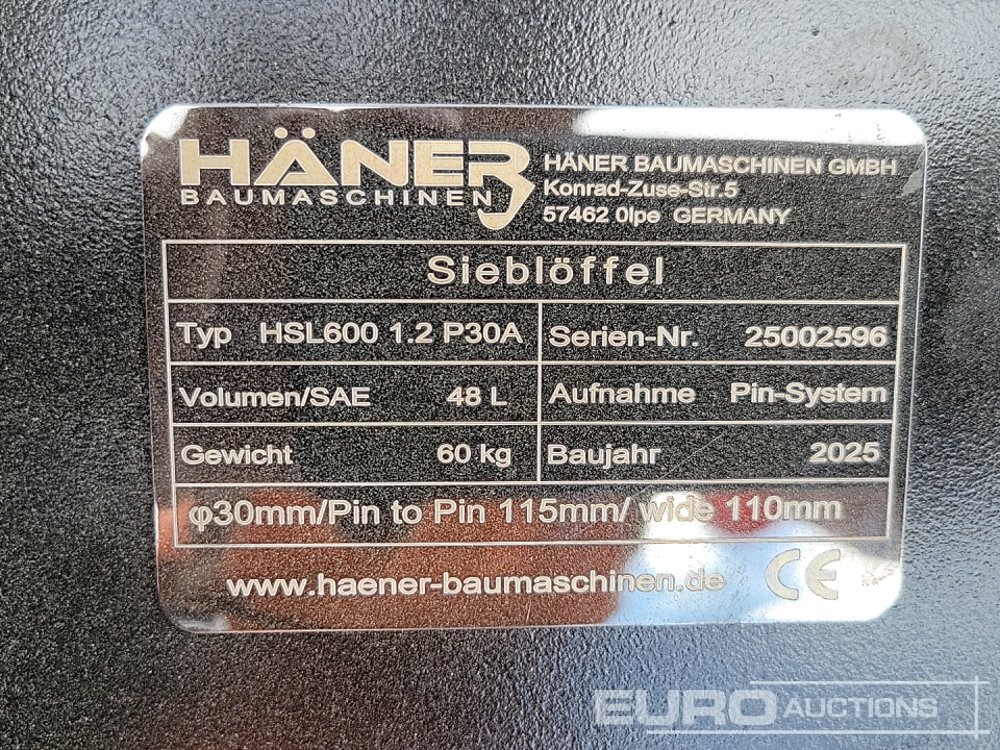 HÄNER
BAUMASCHINEN
HÄNER BAUMASCHINEN GMBH
Konrad-Zuse-Str.5
57462 Olpe GERMANY
Sieblöffel
Typ HSL600 1.2 P30A
Serien-Nr. 25002596
Volumen/SAE 48 L
Aufnahme Pin-System
Gewicht 60 kg
Baujahr 2025
φ30mm/Pin to Pin 115mm/ wide 110mm
www.haener-baumaschinen.de CE
EURO AUCTIONS